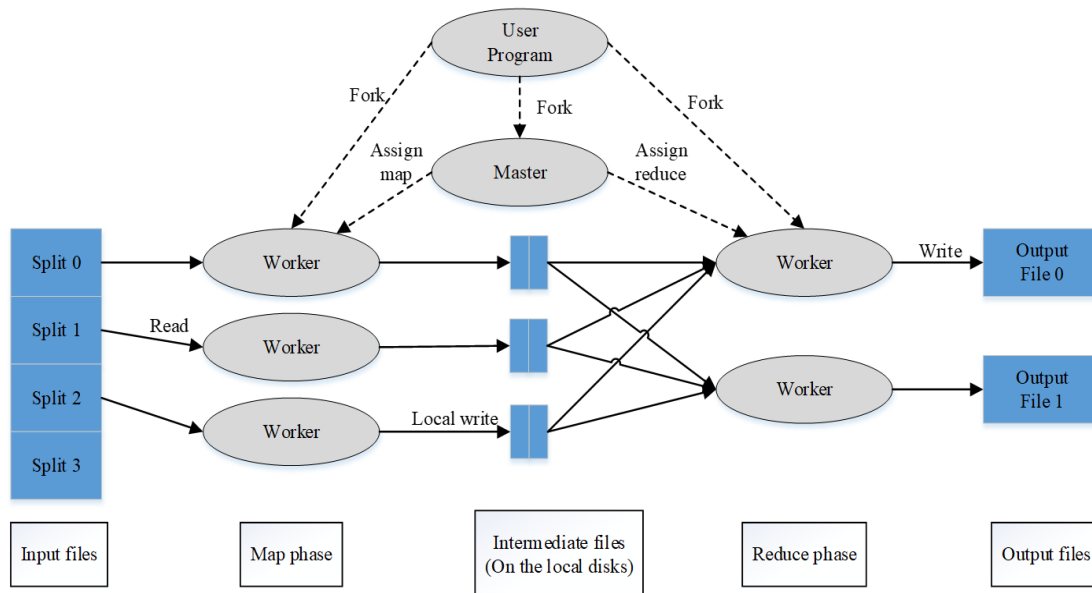 User
Program
Fork
Fork
Fork
Assign
map
Master
Assign
reduce
Split 0
Worker
Worker
Write
Output
File 0
Split 1
Read
Worker
Split 2
Worker
Local write
Worker
Output
File 1
Split 3
Input files
Map phase
Intermediate files
(On the local disks)
Reduce phase
Output files